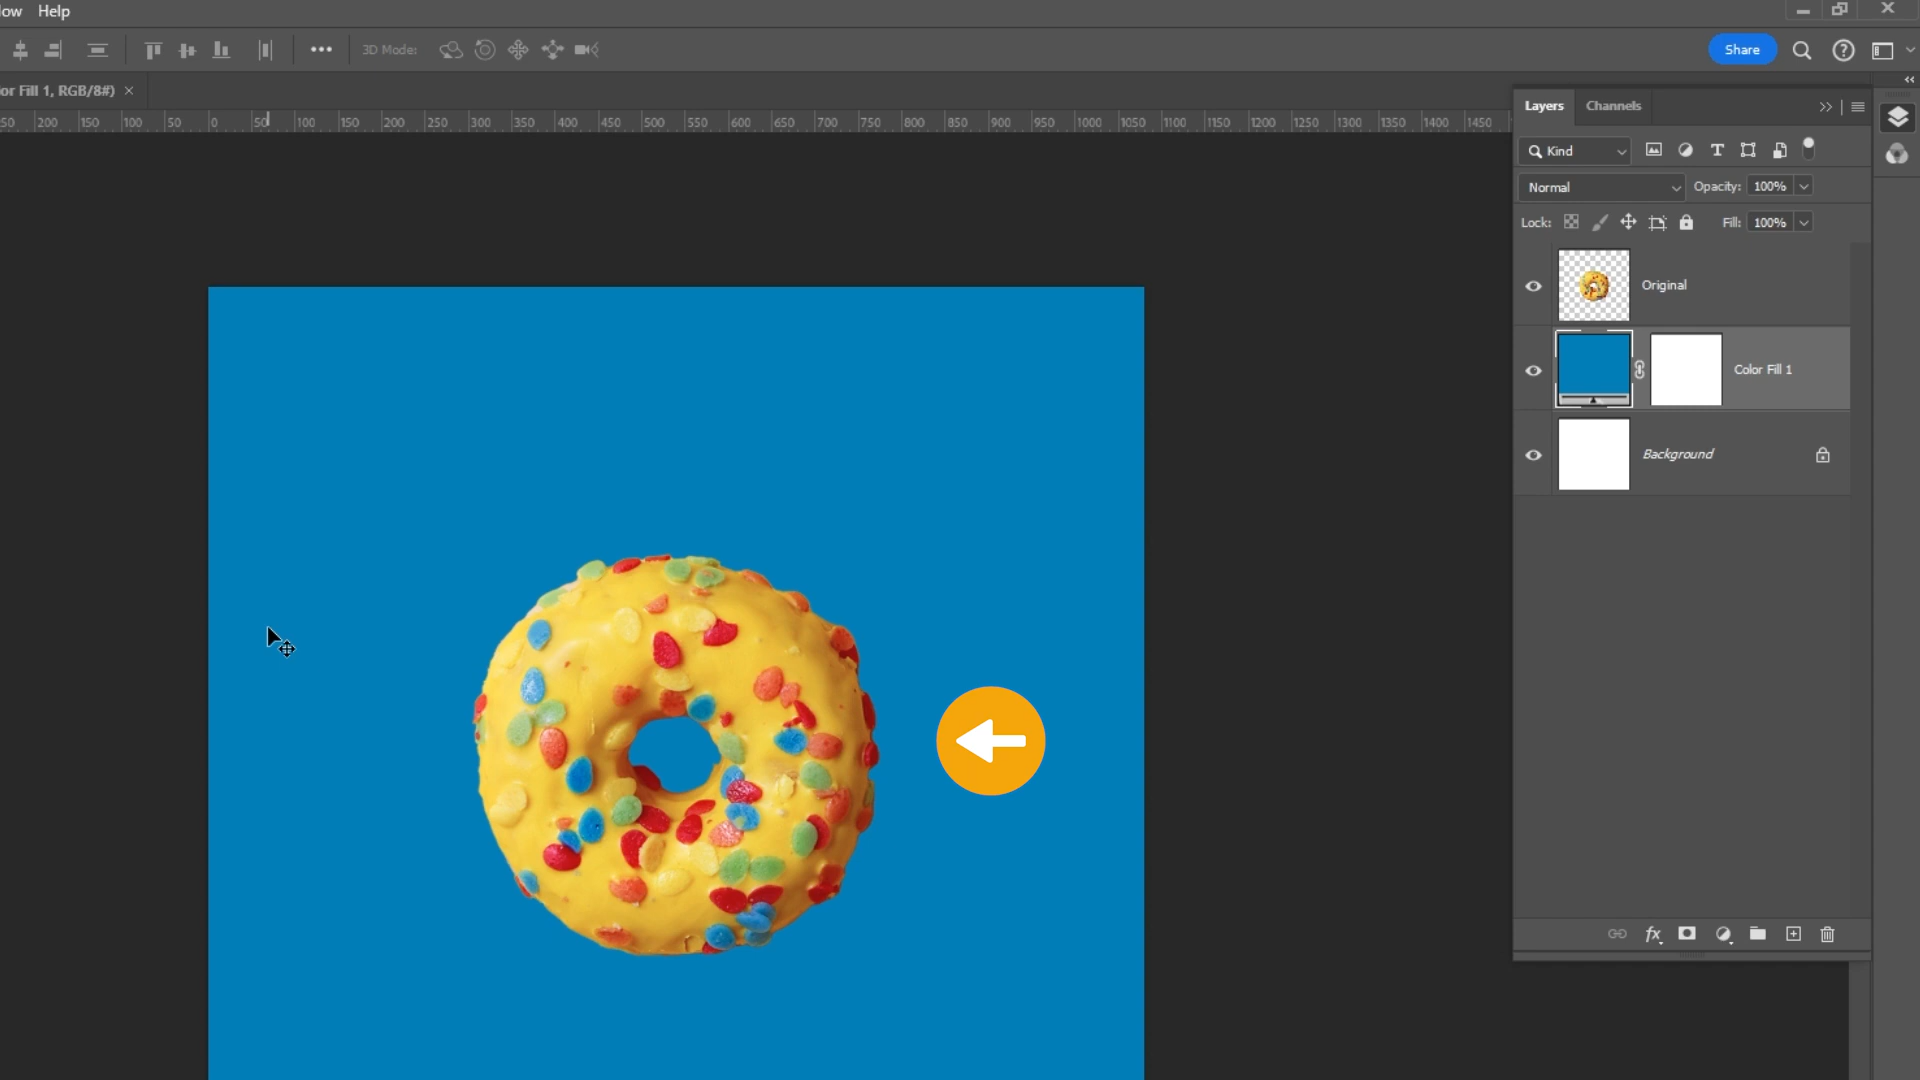 ow Help
3D Mode:
Share
or Fill 1, RGB/8#) ×
50 200 150 100 50 0 50 100 150 200 250 300 350 400 450 500 550 600 650 700 750 800 850 900 950 1000 1050 1100 1150 1200 1250 1300 1350 1400 1450
Layers Channels
Kind
Normal Opacity: 100%
Lock: Fill: 100%
Original
Color Fill 1
Background
fx